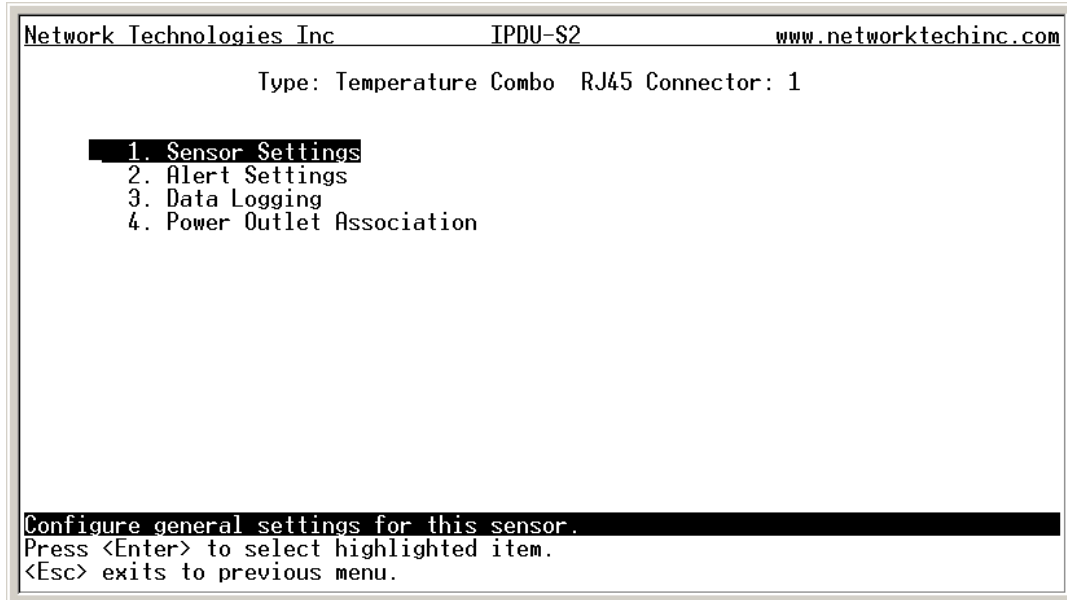 Network Technologies Inc IPDU-S2 www.networktechinc.com
Type: Temperature Combo RJ45 Connector: 1
1. Sensor Settings
2. Alert Settings
3. Data Logging
4. Power Outlet Association
Configure general settings for this sensor.
Press <Enter> to select highlighted item.
<Esc> exits to previous menu.